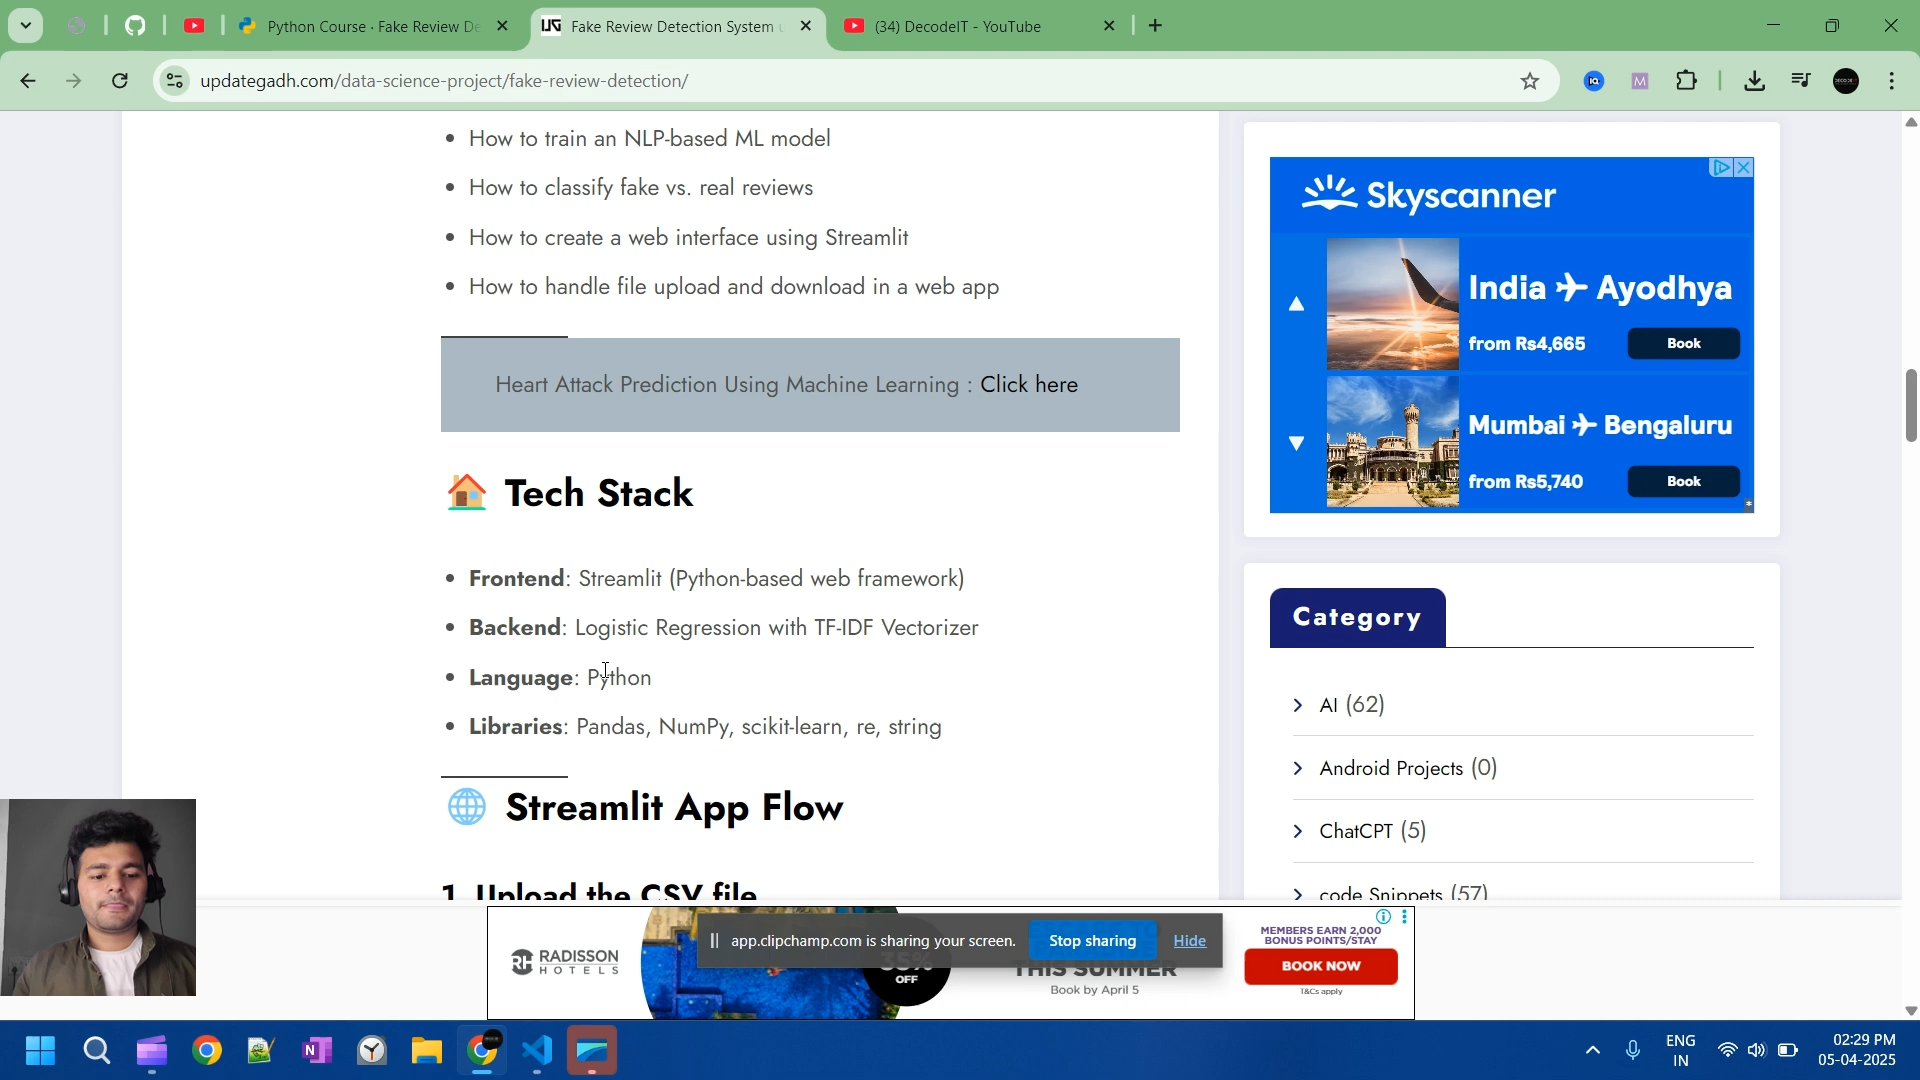 Python Course · Fake Review De
Fake Review Detection System u
(34) DecodeIT - YouTube
updategadh.com/data-science-project/fake-review-detection/
How to train an NLP-based ML model
How to classify fake vs. real reviews
How to create a web interface using Streamlit
How to handle file upload and download in a web app
Heart Attack Prediction Using Machine Learning : Click here
Tech Stack
Frontend: Streamlit (Python-based web framework)
Backend: Logistic Regression with TF-IDF Vectorizer
Language: Python
Libraries: Pandas, NumPy, scikit-learn, re, string
Streamlit App Flow
1. Upload the CSV file
Skyscanner
India ✈ Ayodhya
from Rs4,665 Book
Mumbai ✈ Bengaluru
from Rs5,740 Book
Category
AI (62)
Android Projects (0)
ChatCPT (5)
code Snippets (57)
RADISSON
HOTELS
35%
OFF
THIS SUMMER
Book by April 5
MEMBERS EARN 2,000
BONUS POINTS/STAY
BOOK NOW
T&Cs apply
app.clipchamp.com is sharing your screen. Stop sharing Hide
ENG
IN
02:29 PM
05-04-2025